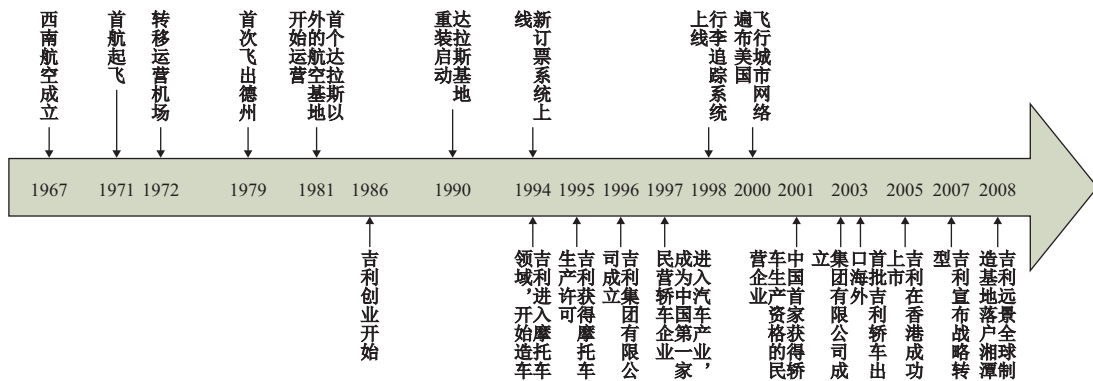 西南航空成立
首航起飞
转移运营机场
首次飞出德州
首个达拉斯以
外的航空基地
开始运营
达拉斯基地
重装启动
新订票系统上
线
行李追踪系统
上线
飞行城市网络
遍布美国
1967 1971 1972 1979 1981 1986 1990 1994 1995 1996 1997 1998 2000 2001 2003 2005 2007 2008
吉利创业开始
吉利进入摩托车
领域，开始造车
吉利获得摩托车
生产许可
吉利集团有限公
司成立
进入汽车产业，
成为中国第一家
民营轿车企业
中国首家获得轿
车生产资格的民
营企业
集团有限公司成
立
首批吉利轿车出
口海外
吉利在香港成功
上市
吉利宣布战略转
型
吉利远景全球制
造基地落户湘潭